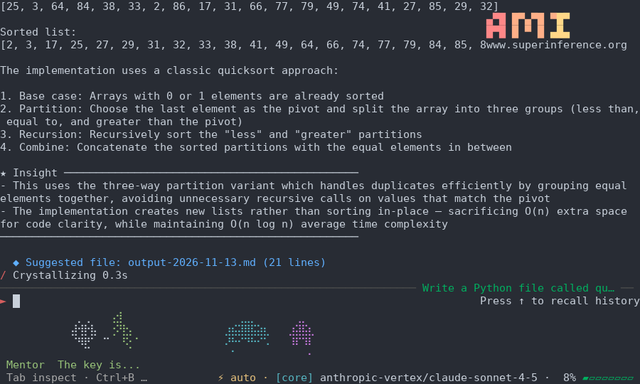 [25, 3, 64, 84, 38, 33, 2, 86, 17, 31, 66, 77, 79, 49, 74, 41, 27, 85, 29, 32]
AMI
Sorted list:
[2, 3, 17, 25, 27, 29, 31, 32, 33, 38, 41, 49, 64, 66, 74, 77, 79, 84, 85, 8www.superinference.org
The implementation uses a classic quicksort approach:
1. Base case: Arrays with 0 or 1 elements are already sorted
2. Partition: Choose the last element as the pivot and split the array into three groups (less than,
equal to, and greater than the pivot)
3. Recursion: Recursively sort the "less" and "greater" partitions
4. Combine: Concatenate the sorted partitions with the equal elements in between
★ Insight
- This uses the three-way partition variant which handles duplicates efficiently by grouping equal
elements together, avoiding unnecessary recursive calls on values that match the pivot
- The implementation creates new lists rather than sorting in-place — sacrificing O(n) extra space
for code clarity, while maintaining O(n log n) average time complexity
◆ Suggested file: output-2026-11-13.md (21 lines)
/ Crystallizing 0.3s
Write a Python file called qu…
Press ↑ to recall history
Mentor The key is...
Tab inspect · Ctrl+B … ⚡ auto · [core] anthropic-vertex/claude-sonnet-4-5 · 8%